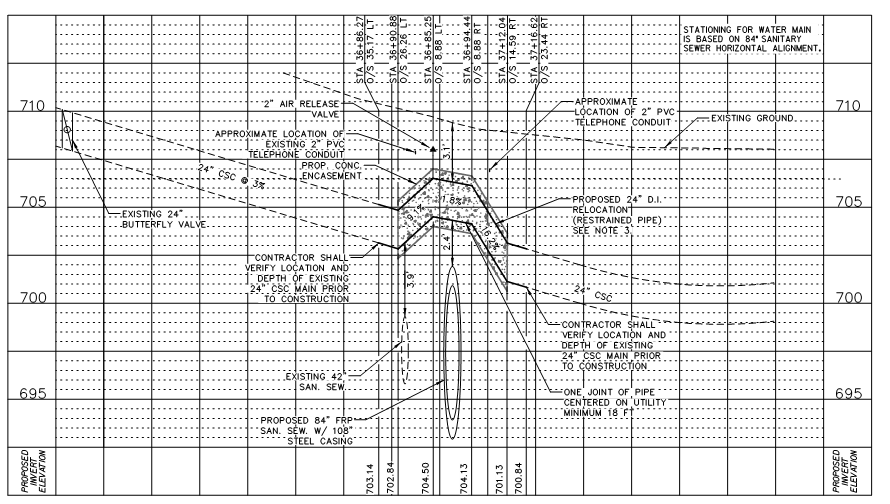 STATIONING FOR WATER MAIN
IS BASED ON 84" SANITARY
SEWER HORIZONTAL ALIGNMENT.
STA 36+86.27
O/S 35.17 LT
STA 36+90.88
O/S 26.26 LT
STA 36+85.25
O/S 8.88 LT
STA 36+94.44
O/S 8.88 RT
STA 37+12.04
O/S 14.59 RT
STA 37+16.62
O/S 23.44 RT
710
710
2" AIR RELEASE
VALVE
APPROXIMATE
LOCATION OF 2" PVC
TELEPHONE CONDUIT
EXISTING GROUND.
APPROXIMATE LOCATION OF
EXISTING 2" PVC
TELEPHONE CONDUIT
3.1'
PROP. CONC.
ENCASEMENT
24" CSC @ 3%
705
705
9.1%
1.8%
16.2%
EXISTING 24"
BUTTERFLY VALVE.
PROPOSED 24" D.I.
RELOCATION
(RESTRAINED PIPE)
SEE NOTE 3.
2.4'
3.9'
CONTRACTOR SHALL
VERIFY LOCATION AND
DEPTH OF EXISTING
24" CSC MAIN PRIOR
TO CONSTRUCTION
24" CSC
700
700
CONTRACTOR SHALL
VERIFY LOCATION AND
DEPTH OF EXISTING
24" CSC MAIN PRIOR
TO CONSTRUCTION
EXISTING 42"
SAN. SEW.
ONE JOINT OF PIPE
CENTERED ON UTILITY
MINIMUM 18 FT
695
695
PROPOSED 84" FRP
SAN. SEW. W/ 108"
STEEL CASING
PROPOSED
INVERT
ELEVATION
703.14
702.84
704.50
704.13
701.13
700.84
PROPOSED
INVERT
ELEVATION